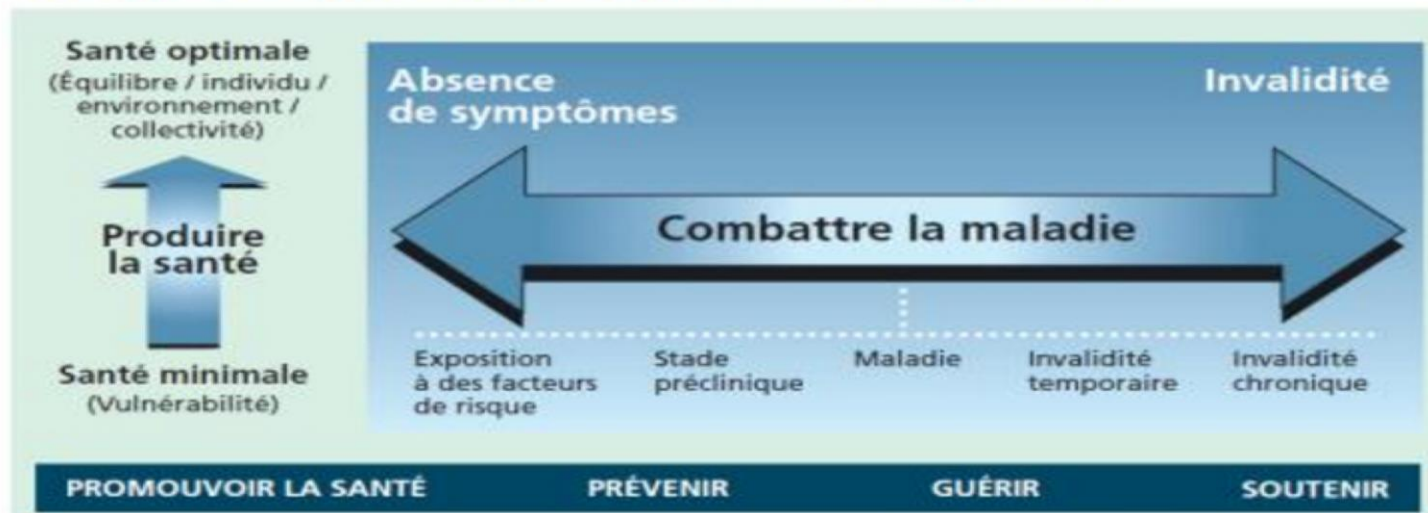 Santé optimale
(Équilibre / individu /
environnement /
collectivité)
Produire
la santé
Santé minimale
(Vulnérabilité)
Absence
de symptômes
Invalidité
Combattre la maladie
Exposition
à des facteurs
de risque
Stade
préclinique
Maladie
Invalidité
temporaire
Invalidité
chronique
PROMOUVOIR LA SANTÉ PRÉVENIR GUÉRIR SOUTENIR